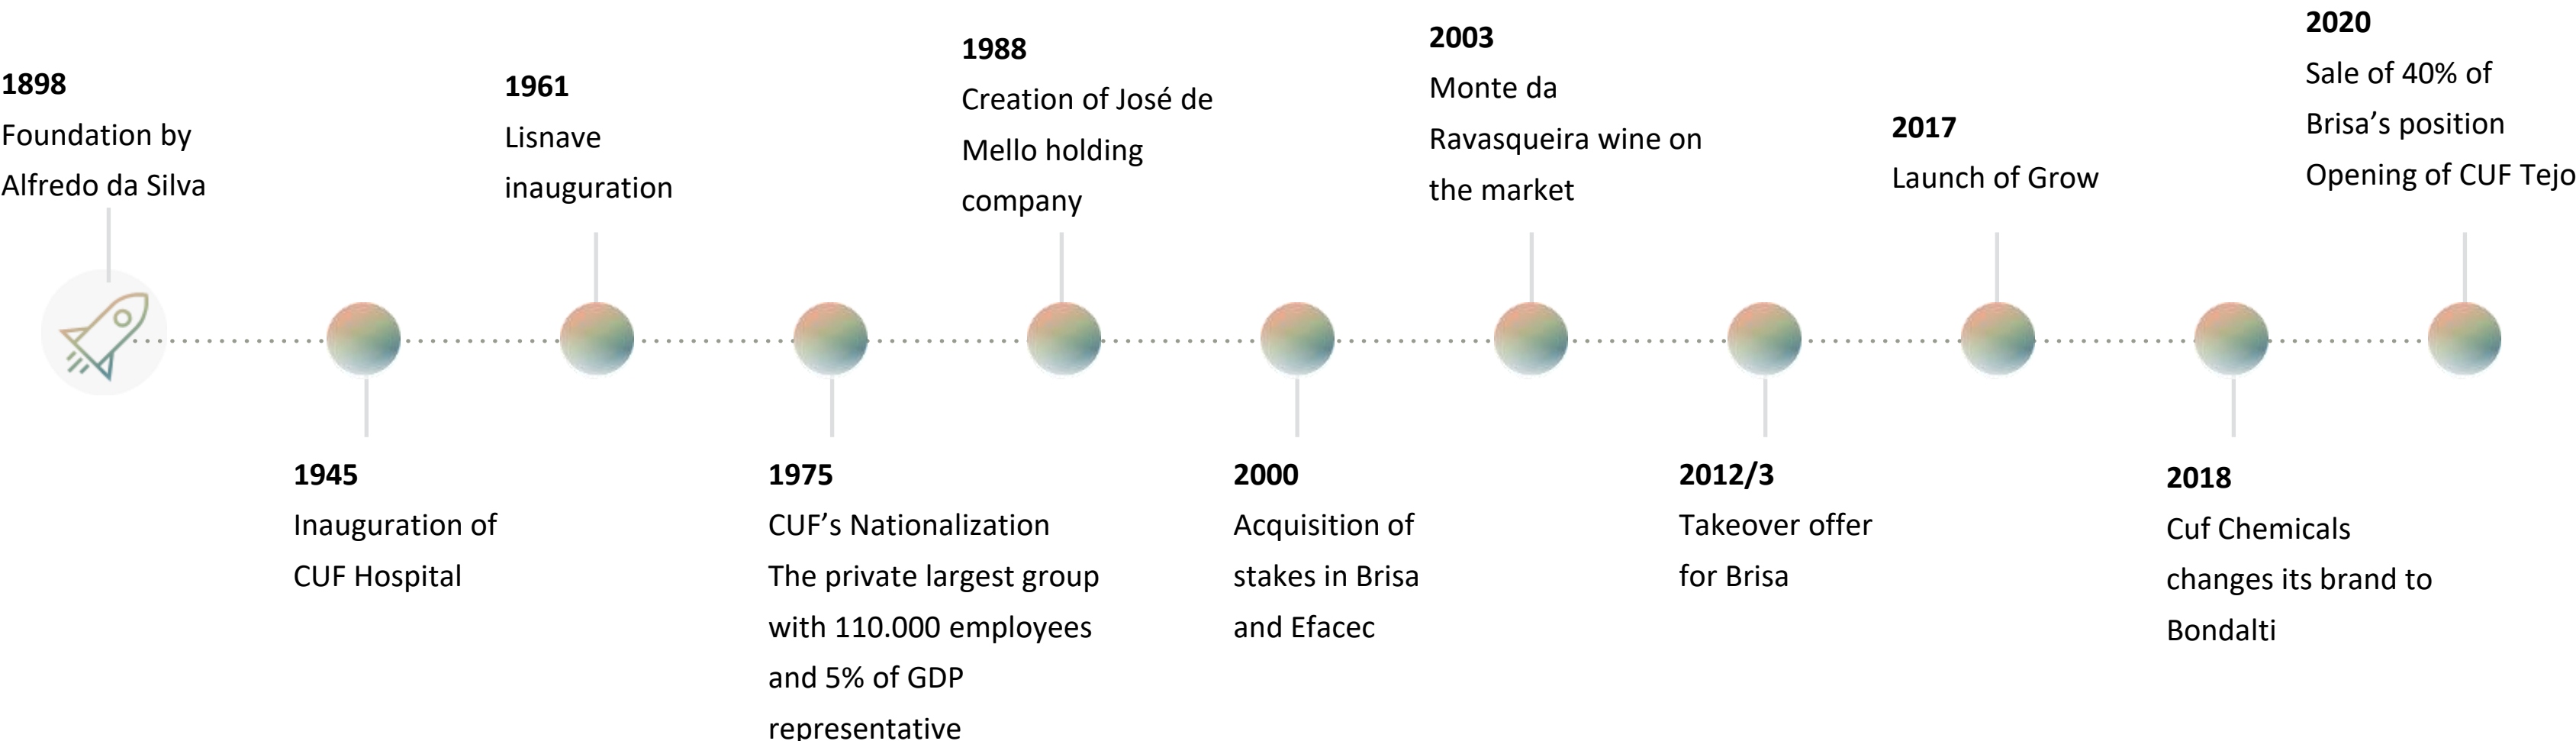 1898
Foundation by
Alfredo da Silva
1945
Inauguration of
CUF Hospital
1961
Lisnave
inauguration
1975
CUF’s Nationalization
The private largest group
with 110.000 employees
and 5% of GDP
representative
1988
Creation of José de
Mello holding
company
2000
Acquisition of
stakes in Brisa
and Efacec
2003
Monte da
Ravasqueira wine on
the market
2012/3
Takeover offer
for Brisa
2017
Launch of Grow
2018
Cuf Chemicals
changes its brand to
Bondalti
2020
Sale of 40% of
Brisa’s position
Opening of CUF Tejo